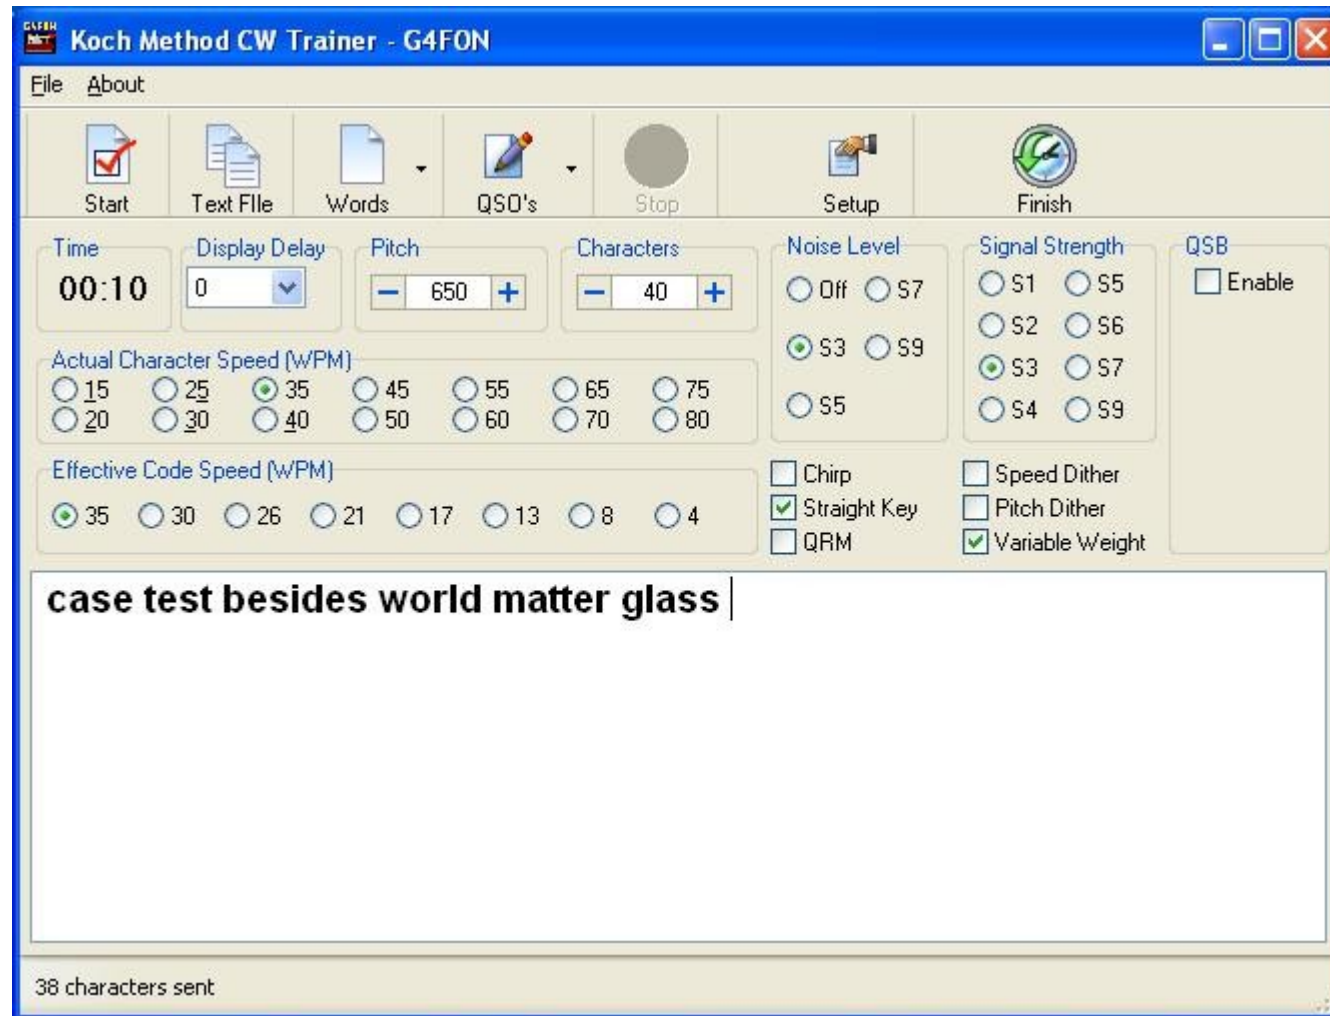 Koch Method CW Trainer - G4FON
File About
Start Text FIle Words QSO's Stop Setup Finish
Time Display Delay Pitch Characters Noise Level Signal Strength QSB
00:10 0 650 40 Off S7 S1 S5 Enable
S2 S6
S3 S9
Actual Character Speed (WPM) S3 S7
15 25 35 45 55 65 75
S5 S4 S9
20 30 40 50 60 70 80
Effective Code Speed (WPM) Chirp Speed Dither
35 30 26 21 17 13 8 4 Straight Key Pitch Dither
QRM Variable Weight
case test besides world matter glass
38 characters sent